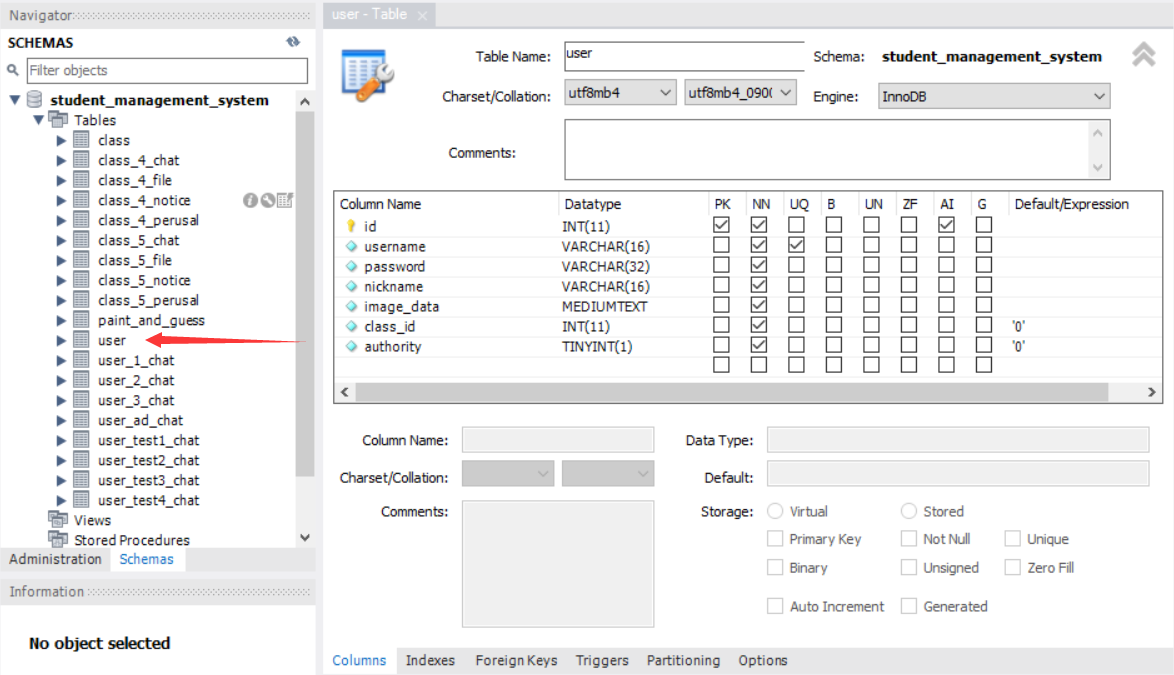 Navigator
SCHEMAS
Filter objects
student_management_system
Tables
class
class_4_chat
class_4_file
class_4_notice
class_4_perusal
class_5_chat
class_5_file
class_5_notice
class_5_perusal
paint_and_guess
user
user_1_chat
user_2_chat
user_3_chat
user_ad_chat
user_test1_chat
user_test2_chat
user_test3_chat
user_test4_chat
Views
Stored Procedures
Administration Schemas
Information
No object selected
user - Table
Table Name: user Schema: student_management_system
Charset/Collation: utf8mb4 utf8mb4_090( Engine: InnoDB
Comments:
Column Name Datatype PK NN UQ B UN ZF AI G Default/Expression
id INT(11)
username VARCHAR(16)
password VARCHAR(32)
nickname VARCHAR(16)
image_data MEDIUMTEXT
class_id INT(11) '0'
authority TINYINT(1) '0'
Column Name: Data Type:
Charset/Collation: Default:
Comments: Storage: Virtual Stored
Primary Key Not Null Unique
Binary Unsigned Zero Fill
Auto Increment Generated
Columns Indexes Foreign Keys Triggers Partitioning Options